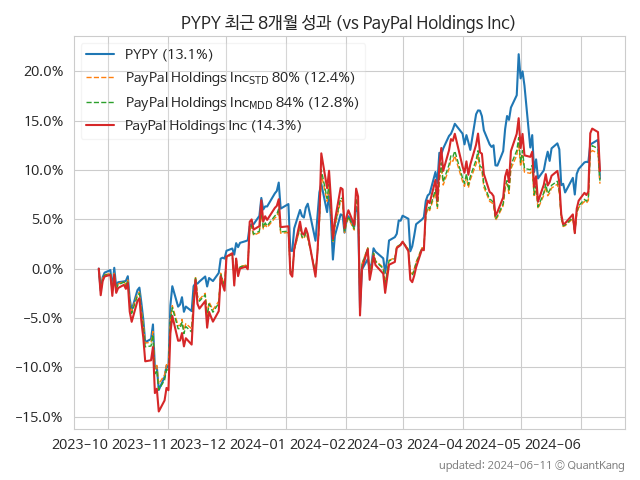 PYPY 최근 8개월 성과 (vs PayPal Holdings Inc)
PYPY (13.1%)
PayPal Holdings IncSTD 80% (12.4%)
PayPal Holdings IncMDD 84% (12.8%)
PayPal Holdings Inc (14.3%)
20.0%
15.0%
10.0%
5.0%
0.0%
−5.0%
−10.0%
−15.0%
2023-10 2023-11 2023-12 2024-01 2024-02 2024-03 2024-04 2024-05 2024-06
updated: 2024-06-11 ⓒ QuantKang